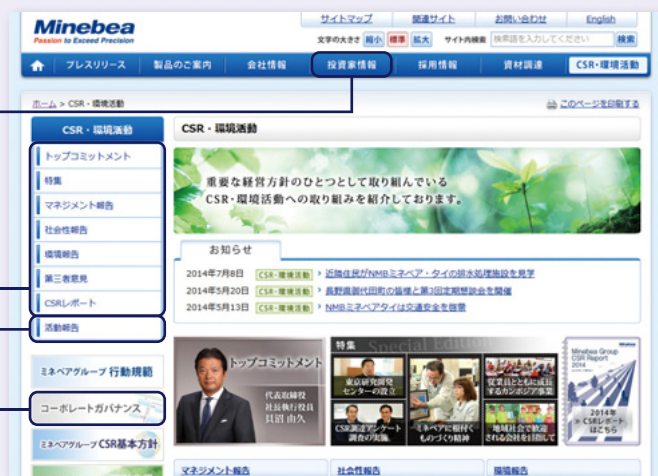 Minebea
Passion to Exceed Precision
サイトマップ 関連サイト お問い合わせ English
文字の大きさ 縮小 標準 拡大 サイト内検索 検索語を入力してください 検索
プレスリリース 製品のご案内 会社情報 投資家情報 採用情報 資材調達 CSR・環境活動
ホーム > CSR・環境活動
このページを印刷する
CSR・環境活動
トップコミットメント
特集
マネジメント報告
社会性報告
環境報告
第三者意見
CSRレポート
活動報告
ミネベアグループ 行動規範
コーポレートガバナンス
ミネベアグループ CSR基本方針
CSR・環境活動
重要な経営方針のひとつとして取り組んでいる
CSR・環境活動への取り組みを紹介しております。
お知らせ
2014年7月8日 CSR・環境活動 近隣住民がNMBミネベア・タイの排水処理施設を見学
2014年5月20日 CSR・環境活動 長野県御代田町の皆様と第3回定期懇談会を開催
2014年5月13日 CSR・環境活動 NMBミネベアタイは交通安全を啓蒙
トップコミットメント
代表取締役
社長執行役員
貝沼 由久
特集 Special Edition
東京研究開発
センターの設立
CSR調達アンケート
調査の実施
ミネベアに根付く
ものづくり精神
従業員とともに成長
するカンボジア事業
地域社会で歓迎
される会社を目指して
Minebea
Minebea Group
CSR Report
2014
2014年
CSRレポート
はこちら
マネジメント報告 社会性報告 環境報告